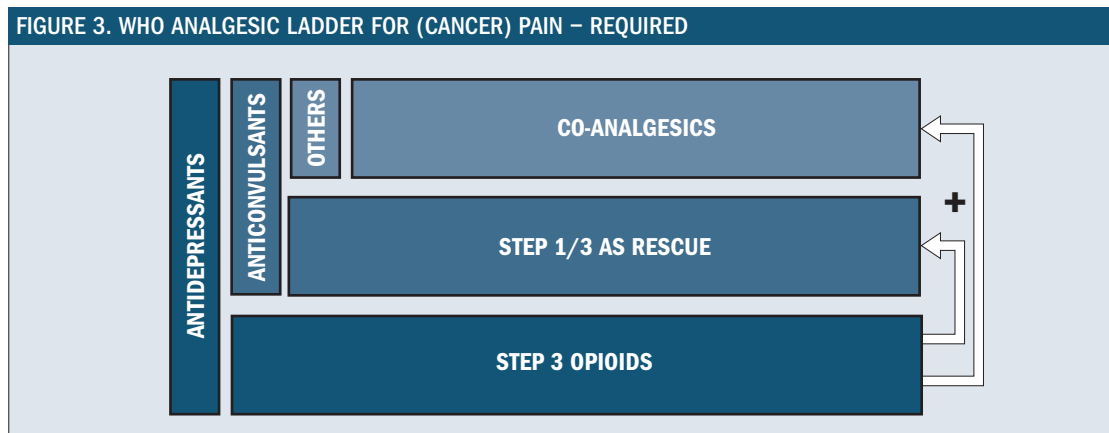 FIGURE 3. WHO ANALGESIC LADDER FOR (CANCER) PAIN – REQUIRED
ANTIDEPRESSANTS
ANTICONVULSANTS
OTHERS
CO-ANALGESICS
+
STEP 1/3 AS RESCUE
STEP 3 OPIOIDS